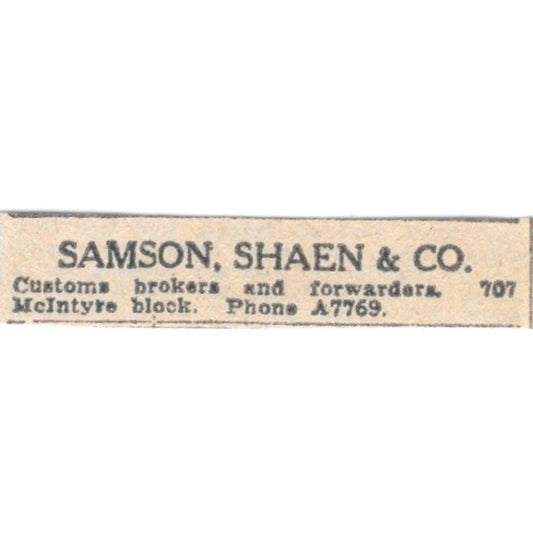 SAMSON, SHAEN & CO.
Customs brokers and forwarders. 707
McIntyre block. Phone A7769.